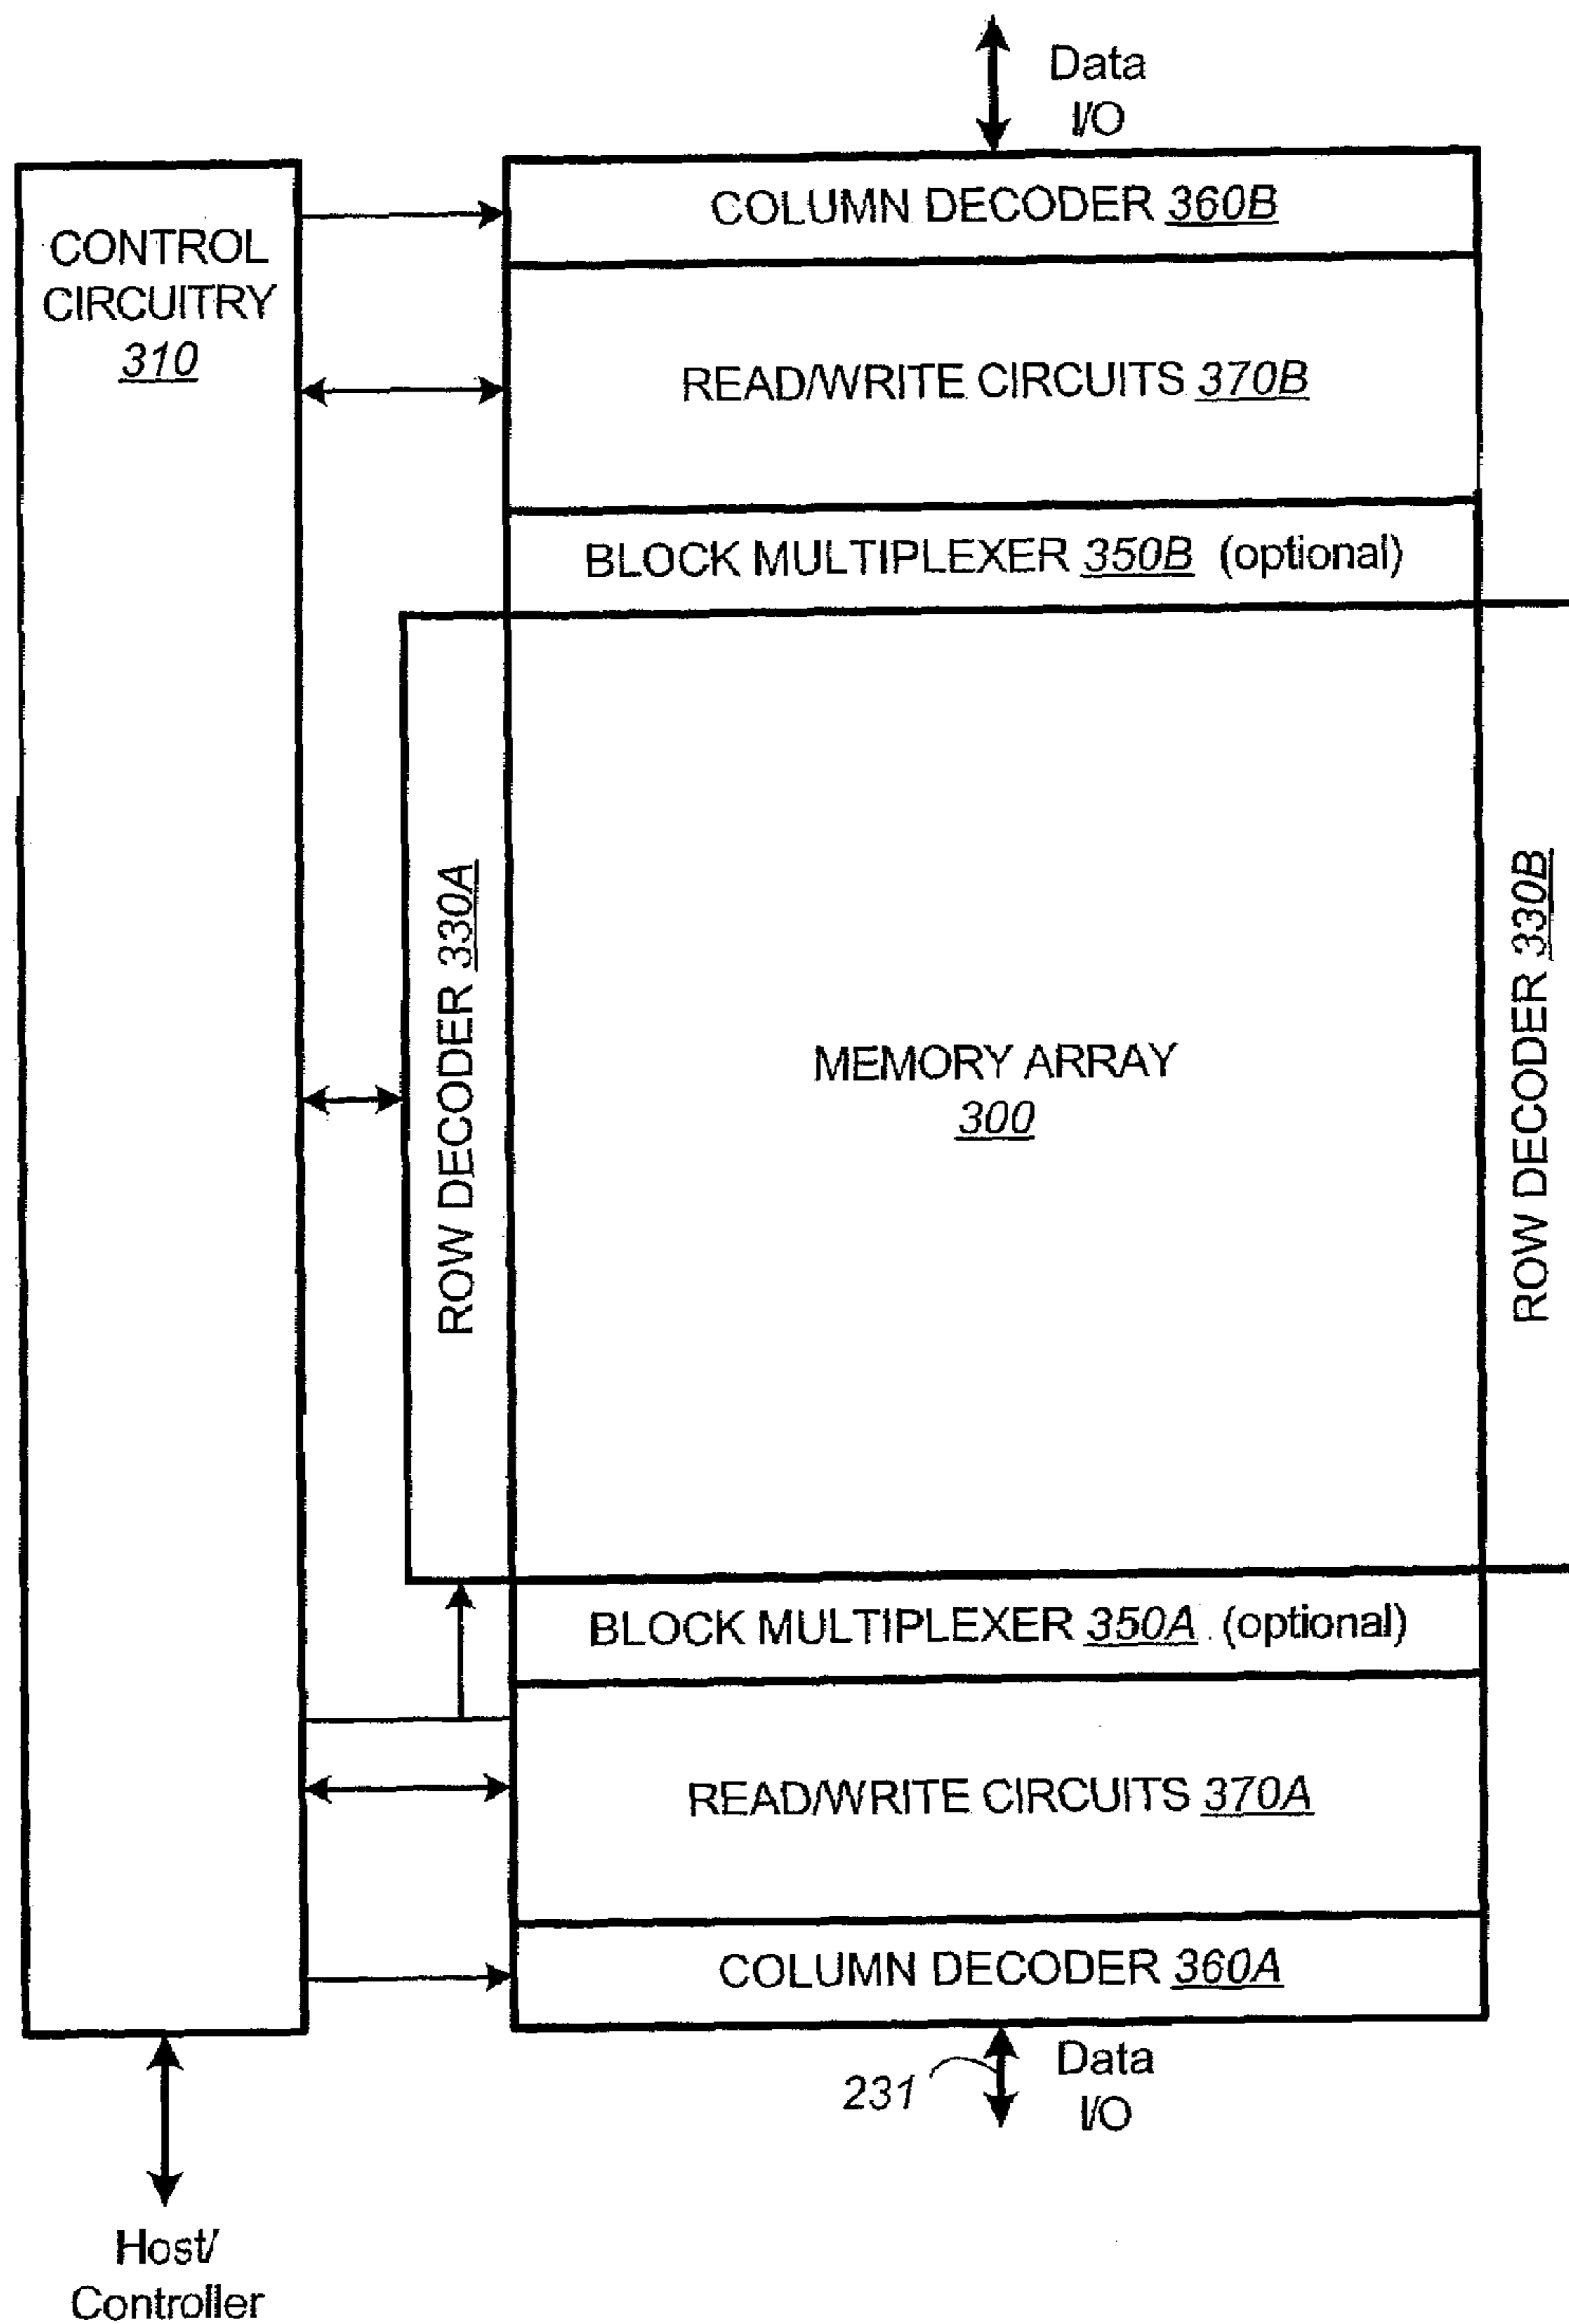 Data
I/O
COLUMN DECODER 360B
CONTROL
CIRCUITRY
310
READ/WRITE CIRCUITS 370B
BLOCK MULTIPLEXER 350B (optional)
ROW DECODER 330A
MEMORY ARRAY
300
ROW DECODER 330B
BLOCK MULTIPLEXER 350A (optional)
READ/WRITE CIRCUITS 370A
COLUMN DECODER 360A
231
Data
I/O
Host/
Controller